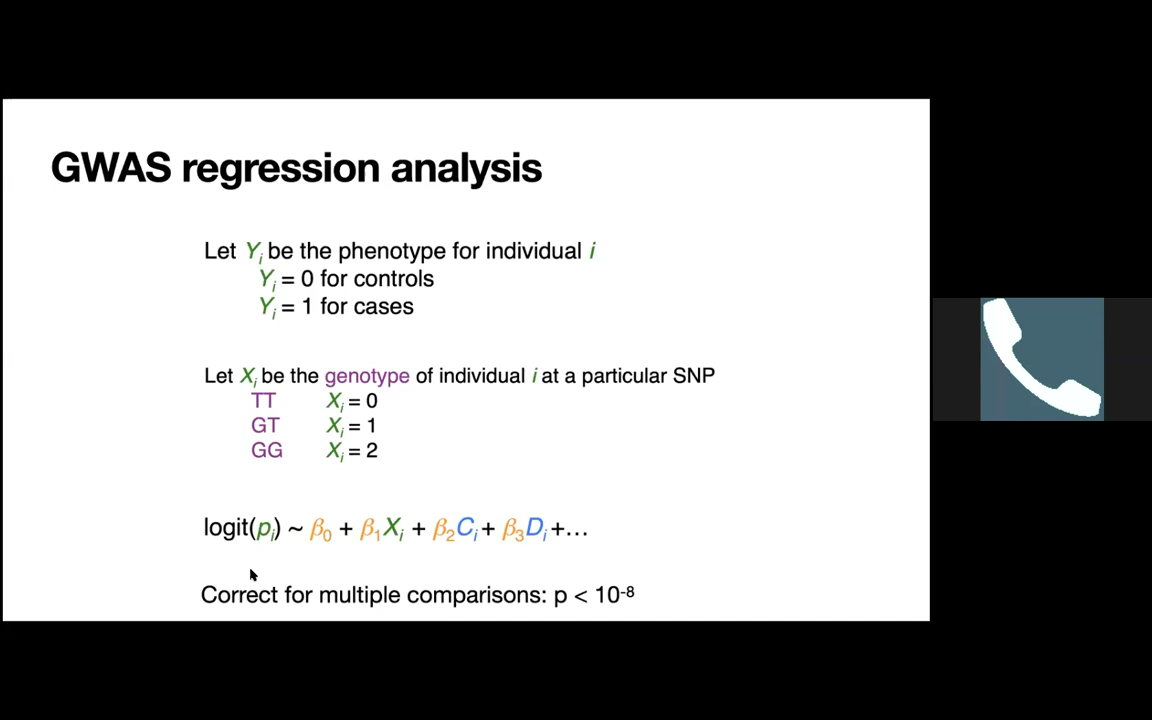 GWAS regression analysis
Let Yᵢ be the phenotype for individual i
Yᵢ = 0 for controls
Yᵢ = 1 for cases
Let Xᵢ be the genotype of individual i at a particular SNP
TT Xᵢ = 0
GT Xᵢ = 1
GG Xᵢ = 2
logit(pᵢ) ~ β₀ + β₁Xᵢ + β₂Cᵢ + β₃Dᵢ +…
Correct for multiple comparisons: p < 10⁻⁸